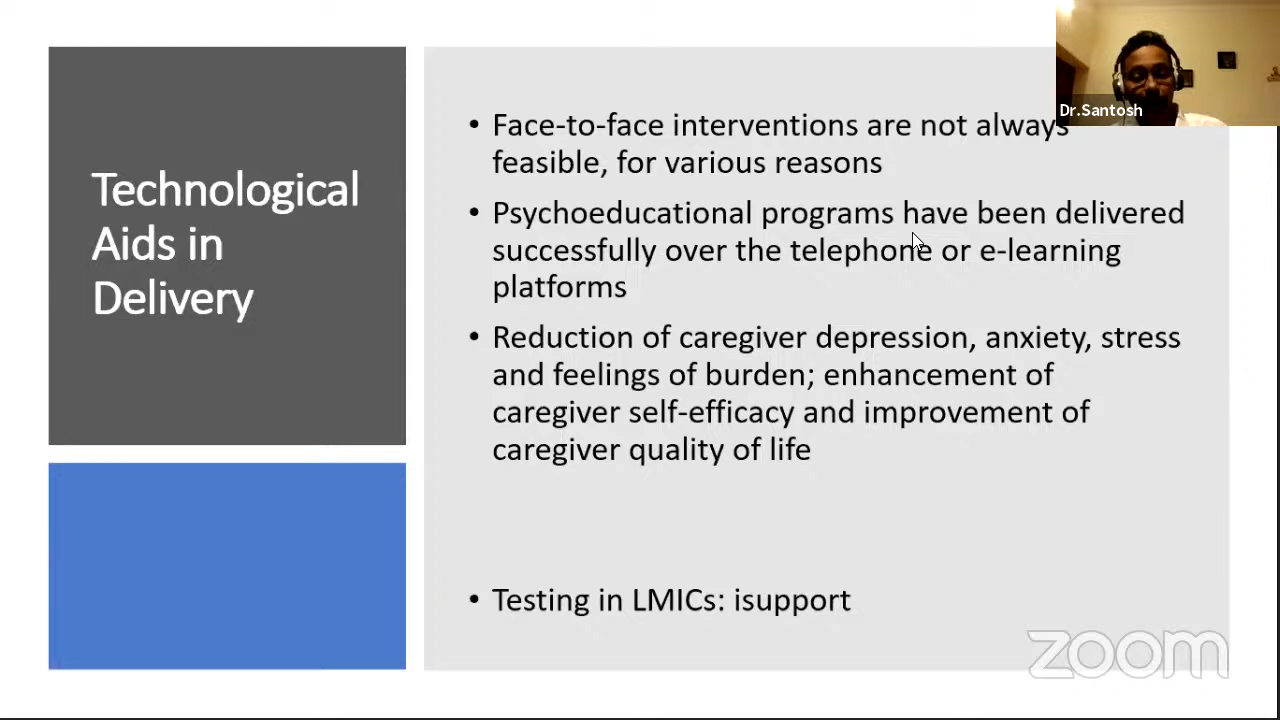 Technological
Aids in
Delivery
• Face-to-face interventions are not always
feasible, for various reasons
• Psychoeducational programs have been delivered
successfully over the telephone or e-learning
platforms
• Reduction of caregiver depression, anxiety, stress
and feelings of burden; enhancement of
caregiver self-efficacy and improvement of
caregiver quality of life
• Testing in LMICs: isupport
Dr.Santosh
zoom